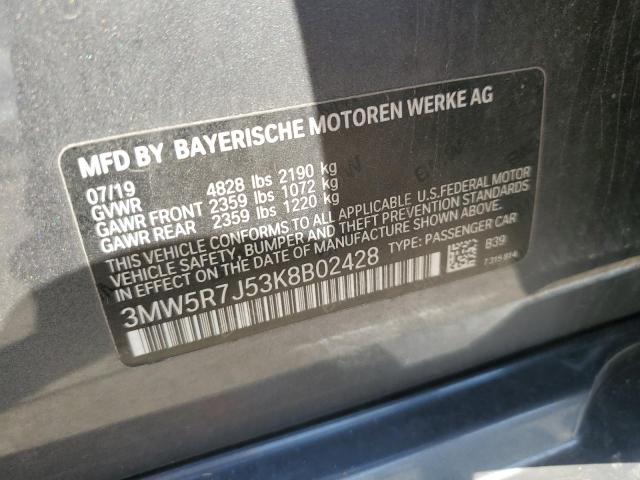 MFD BY BAYERISCHE MOTOREN WERKE AG
07/19
GVWR 4828 lbs 2190 kg
GAWR FRONT 2359 lbs 1072 kg
GAWR REAR 2359 lbs 1220 kg
THIS VEHICLE CONFORMS TO ALL APPLICABLE U.S.FEDERAL MOTOR
VEHICLE SAFETY, BUMPER, AND THEFT PREVENTION STANDARDS
IN EFFECT ON THE DATE OF MANUFACTURE SHOWN ABOVE.
3MW5R7J53K8B02428 TYPE: PASSENGER CAR
B39